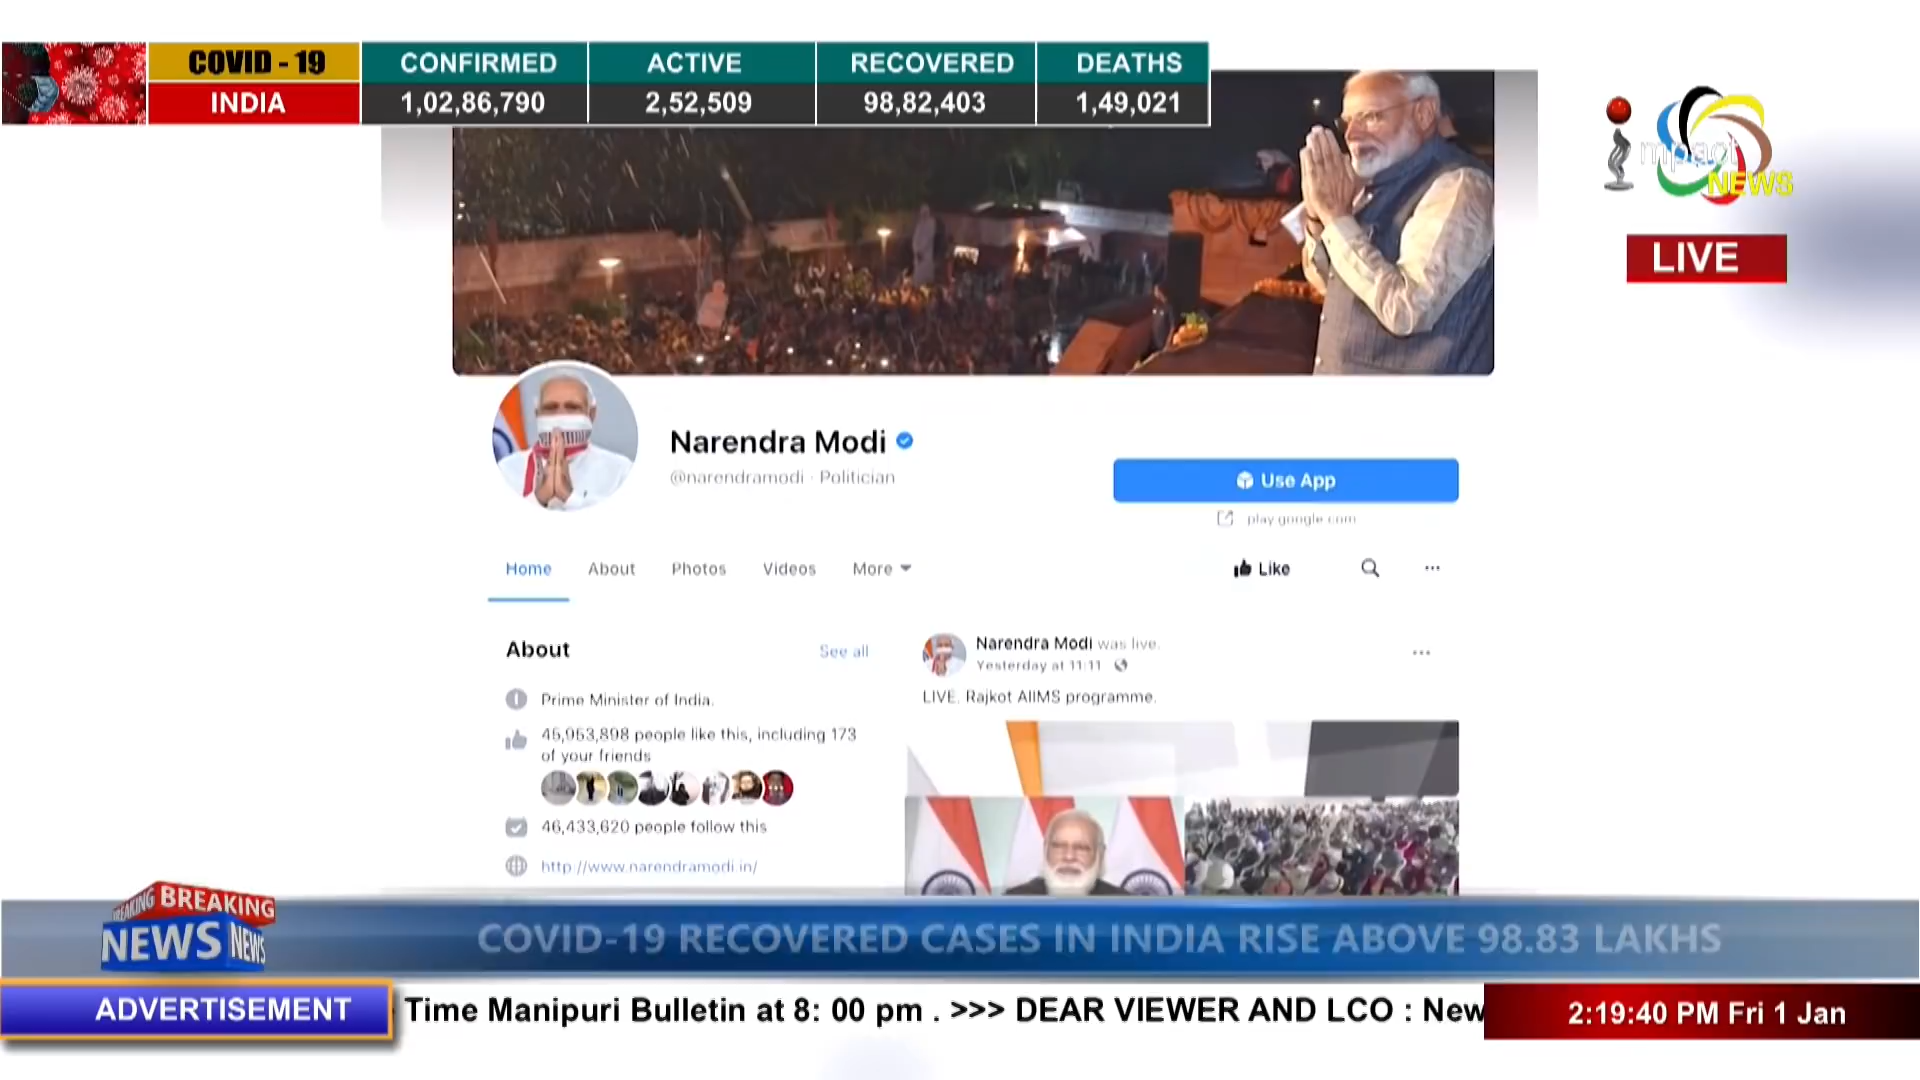 COVID - 19
INDIA
CONFIRMED
1,02,86,790
ACTIVE
2,52,509
RECOVERED
98,82,403
DEATHS
1,49,021
impact
NEWS
LIVE
Narendra Modi
@narendramodi · Politician
Use App
play.google.com
Home
About
Photos
Videos
More
Like
About
See all
Prime Minister of India.
45,953,898 people like this, including 173
of your friends
46,433,620 people follow this
http://www.narendramodi.in/
Narendra Modi was live.
Yesterday at 11:11
LIVE. Rajkot AIIMS programme.
BREAKING
NEWS
BREAKING
NEWS
COVID-19 RECOVERED CASES IN INDIA RISE ABOVE 98.83 LAKHS
ADVERTISEMENT
Time Manipuri Bulletin at 8: 00 pm . >>> DEAR VIEWER AND LCO : New
2:19:40 PM Fri 1 Jan